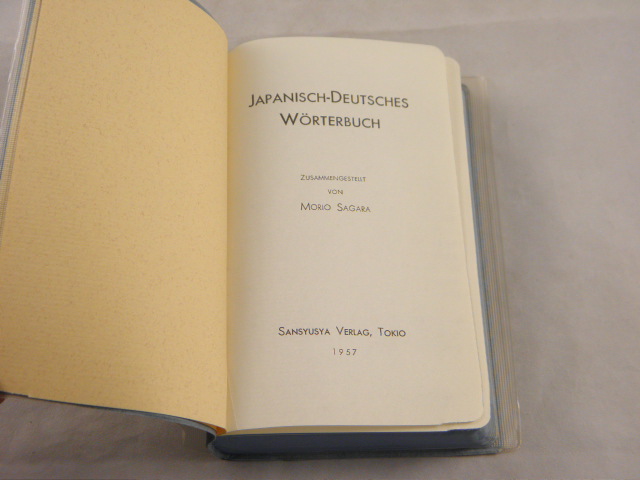 JAPANISCH-DEUTSCHES
WÖRTERBUCH
ZUSAMMENGESTELLT
VON
MORIO SAGARA
SANSYUSYA VERLAG, TOKIO
1957